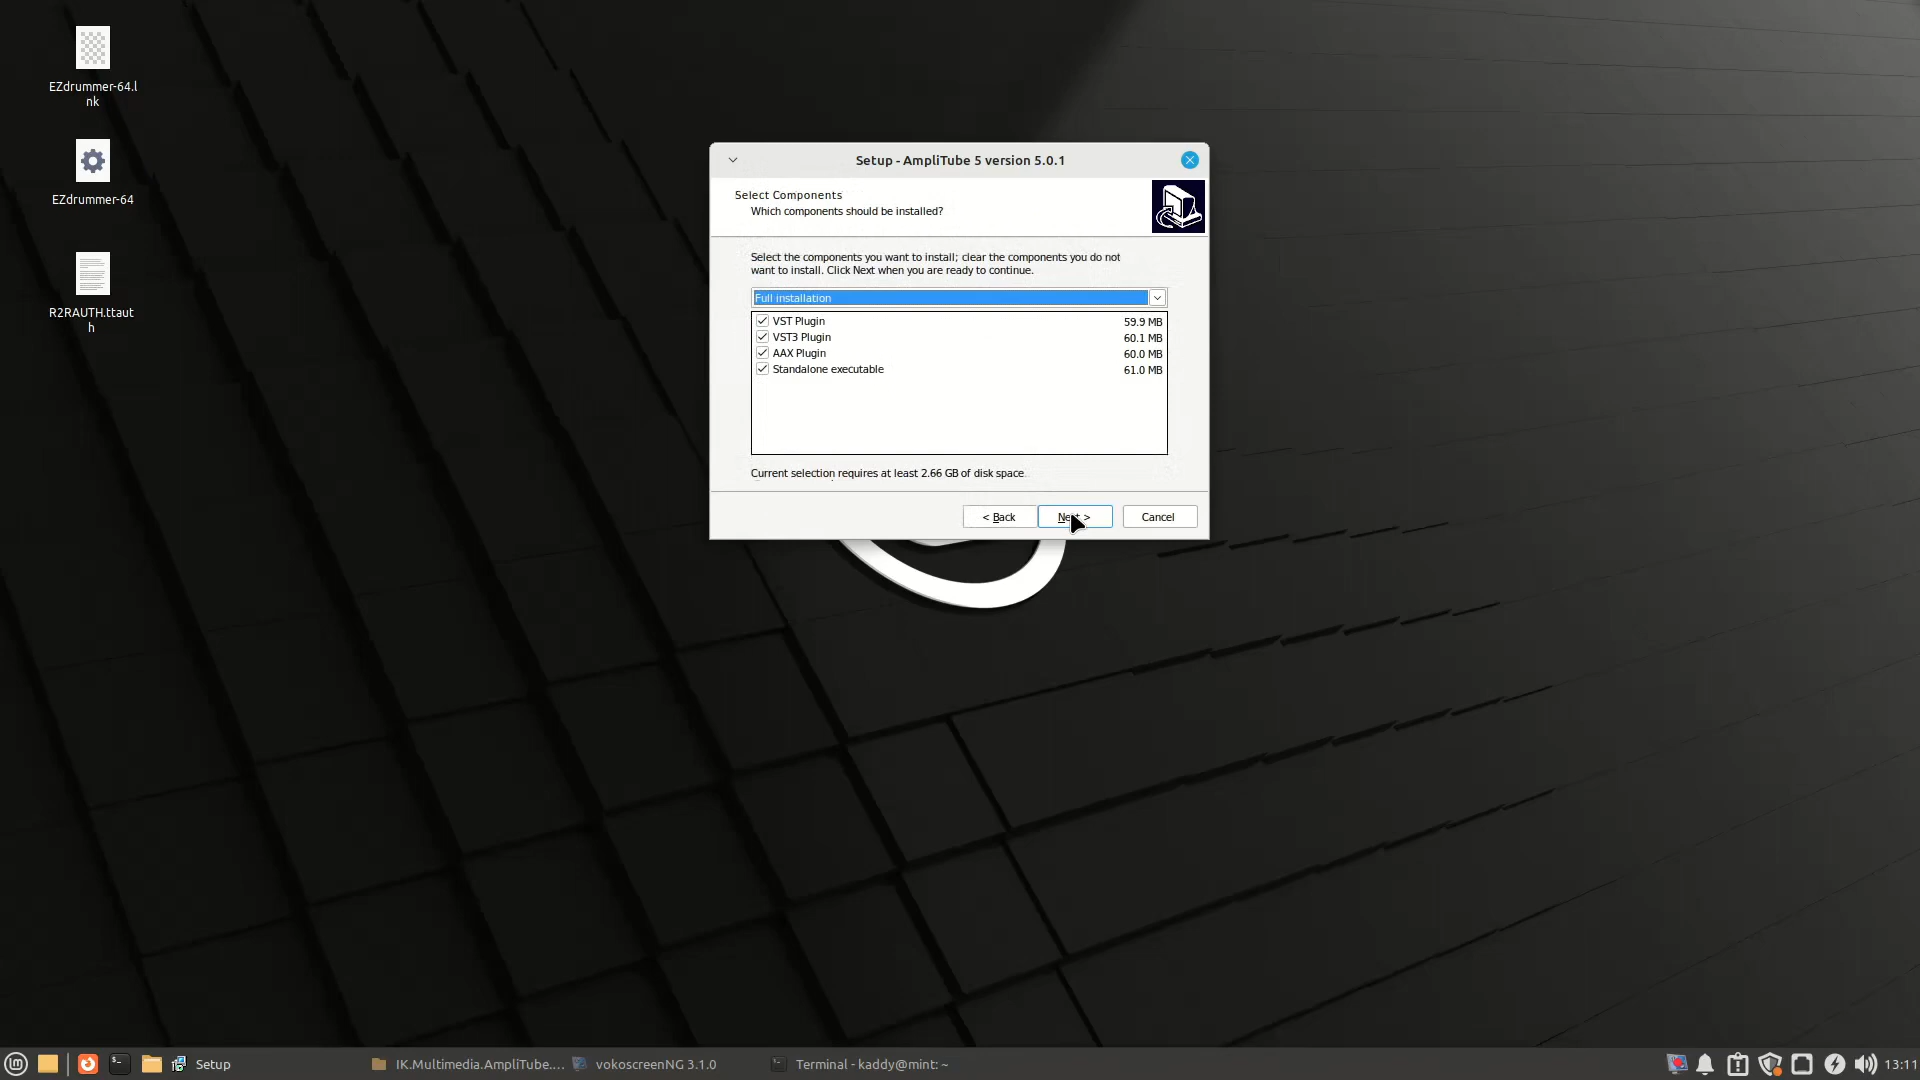 EZdrummer-64.l
nk
EZdrummer-64
R2RAUTH.ttaut
h
Setup - AmpliTube 5 version 5.0.1
Select Components
Which components should be installed?
Select the components you want to install; clear the components you do not
want to install. Click Next when you are ready to continue.
Full installation
VST Plugin 59.9 MB
VST3 Plugin 60.1 MB
AAX Plugin 60.0 MB
Standalone executable 61.0 MB
Current selection requires at least 2.66 GB of disk space.
< Back Next > Cancel
Setup IK.Multimedia.AmpliTube.... vokoscreenNG 3.1.0 Terminal - kaddy@mint: ~ 13:11